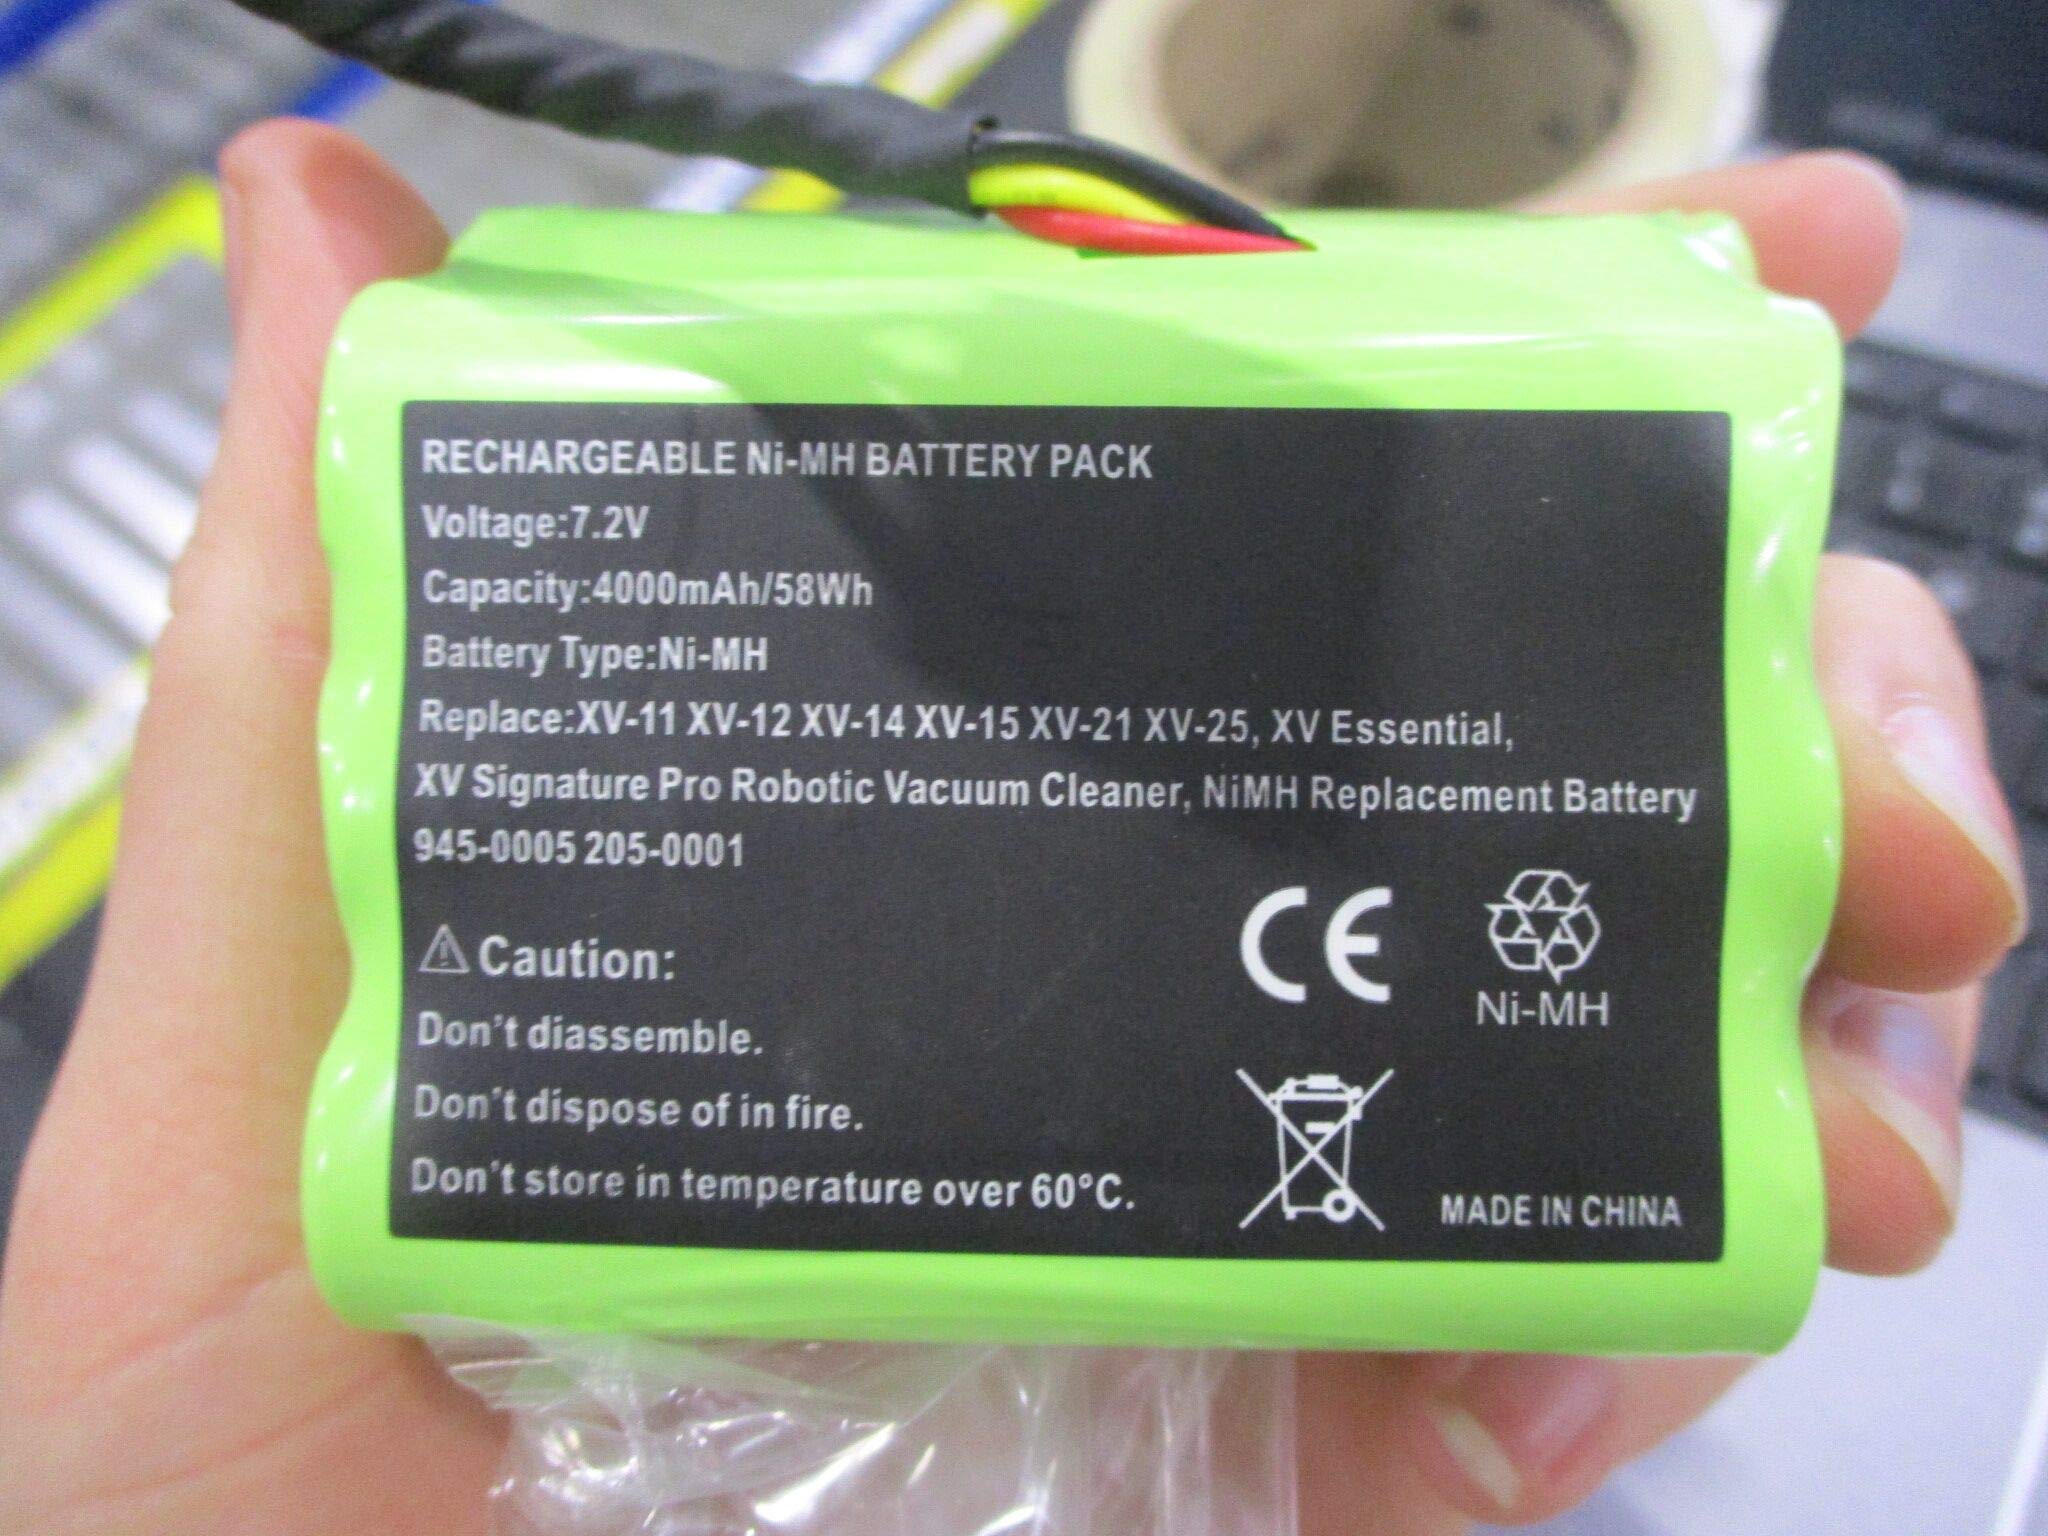 RECHARGEABLE Ni-MH BATTERY PACK
Voltage:7.2V
Capacity:4000mAh/58Wh
Battery Type:Ni-MH
Replace:XV-11 XV-12 XV-14 XV-15 XV-21 XV-25, XV Essential,
XV Signature Pro Robotic Vacuum Cleaner, NiMH Replacement Battery
945-0005 205-0001
⚠Caution:
Don't diassemble.
Don't dispose of in fire.
Don't store in temperature over 60°C.
CE
Ni-MH
MADE IN CHINA